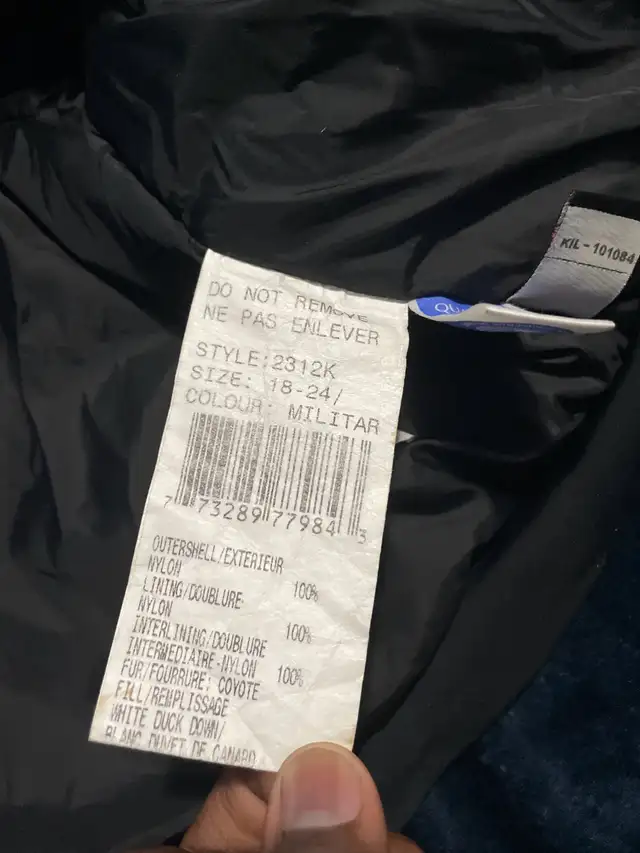 DO NOT REMOVE
NE PAS ENLEVER
STYLE:2312K
SIZE: 18-24/
COLOUR: MILITAR
7 73289 77984 3
OUTERSHELL/EXTERIEUR
NYLON 100%
LINING/DOUBLURE
NYLON 100%
INTERLINING/DOUBLURE
INTERMEDIAIRE-NYLON 100%
FUR/FOURRURE: COYOTE
FILL/REMPLISSAGE
WHITE DUCK DOWN/
BLANC DUVET DE CANARD
KIL-101084